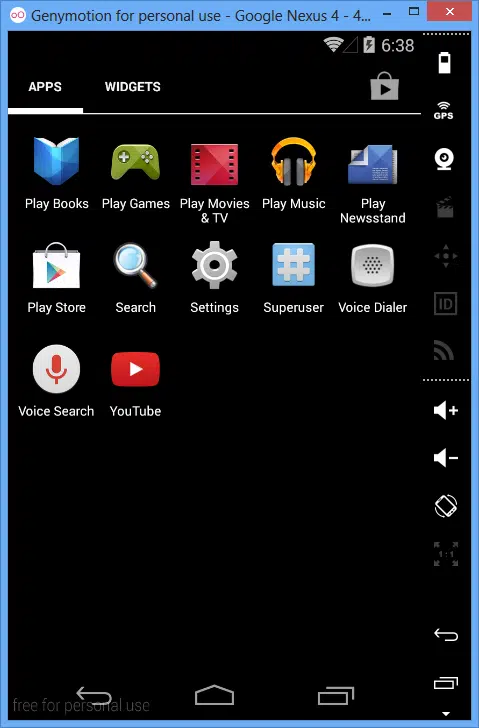 Genymotion for personal use - Google Nexus 4 - 4...
6:38
APPS WIDGETS
GPS
Play Books Play Games Play Movies & TV Play Music Play Newsstand
Play Store Search Settings Superuser Voice Dialer
ID
Voice Search YouTube
1:1
free for personal use